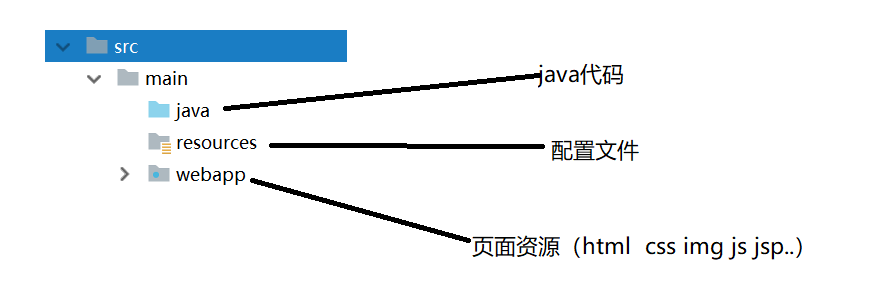 src
main
java
java代码
resources
配置文件
webapp
页面资源（html  css img js jsp..）